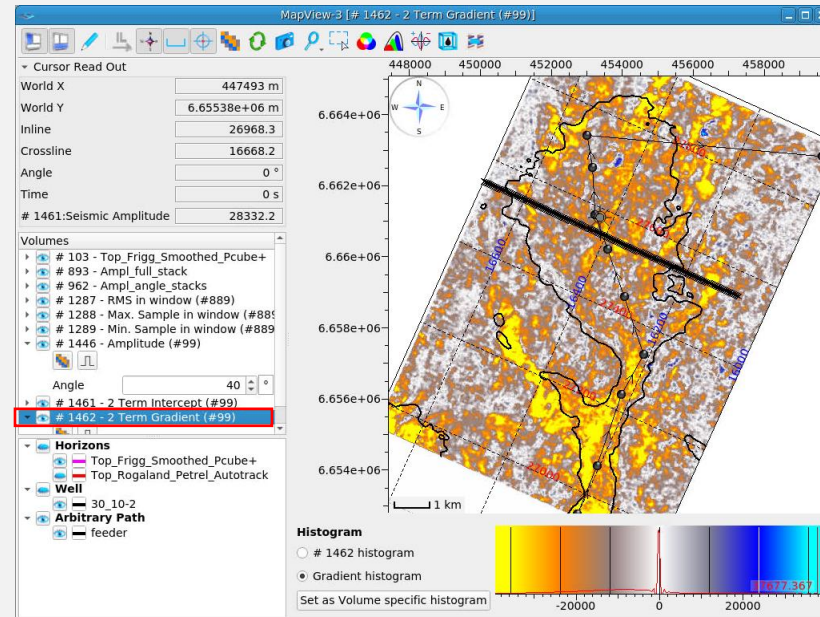 MapView-3 [# 1462 - 2 Term Gradient (#99)]
Cursor Read Out
World X 447493 m
World Y 6.65538e+06 m
Inline 26968.3
Crossline 16668.2
Angle 0 °
Time 0 s
# 1461:Seismic Amplitude 28332.2
Volumes
# 103 - Top_Frigg_Smoothed_Pcube+
# 893 - Ampl_full_stack
# 962 - Ampl_angle_stacks
# 1287 - RMS in window (#889)
# 1288 - Max. Sample in window (#889
# 1289 - Min. Sample in window (#889
# 1446 - Amplitude (#99)
Angle 40 °
# 1461 - 2 Term Intercept (#99)
# 1462 - 2 Term Gradient (#99)
Horizons
Top_Frigg_Smoothed_Pcube+
Top_Rogaland_Petrel_Autotrack
Well
30_10-2
Arbitrary Path
feeder
448000 450000 452000 454000 456000 458000
N
W E
S
6.664e+06
6.662e+06
6.66e+06
6.658e+06
6.656e+06
6.654e+06
16600
16400
16200
16000
22000
1 km
Histogram
# 1462 histogram
Gradient histogram
Set as Volume specific histogram
-20000 0 20000